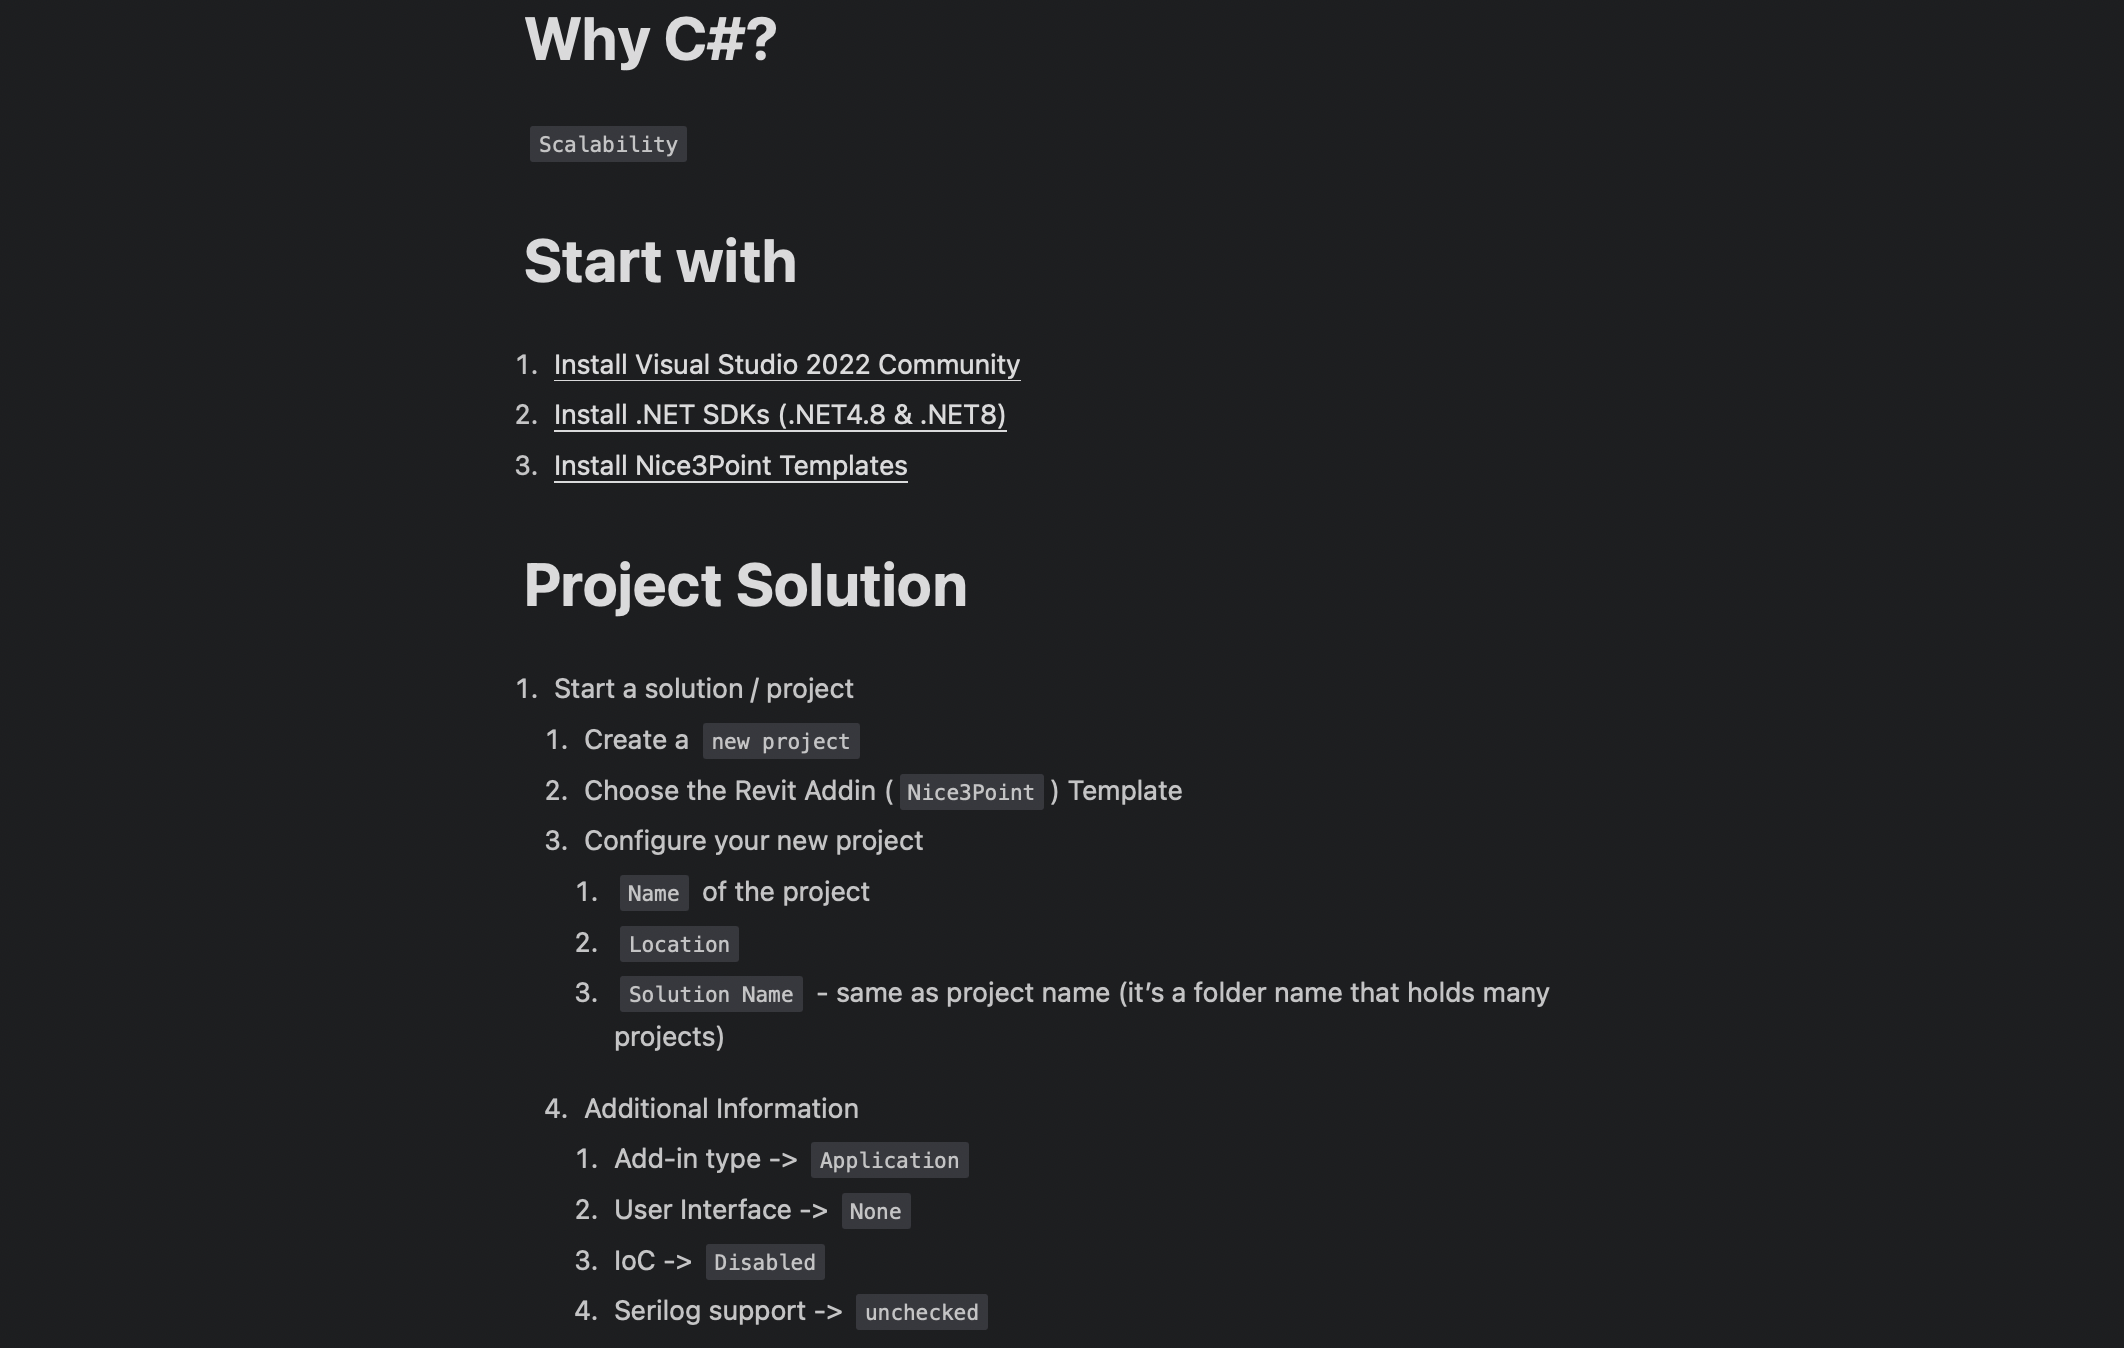 Why C#?
Scalability
Start with
1. Install Visual Studio 2022 Community
2. Install .NET SDKs (.NET4.8 & .NET8)
3. Install Nice3Point Templates
Project Solution
1. Start a solution / project
1. Create a new project
2. Choose the Revit Addin ( Nice3Point ) Template
3. Configure your new project
1. Name of the project
2. Location
3. Solution Name - same as project name (it’s a folder name that holds many
projects)
4. Additional Information
1. Add-in type -> Application
2. User Interface -> None
3. IoC -> Disabled
4. Serilog support -> unchecked